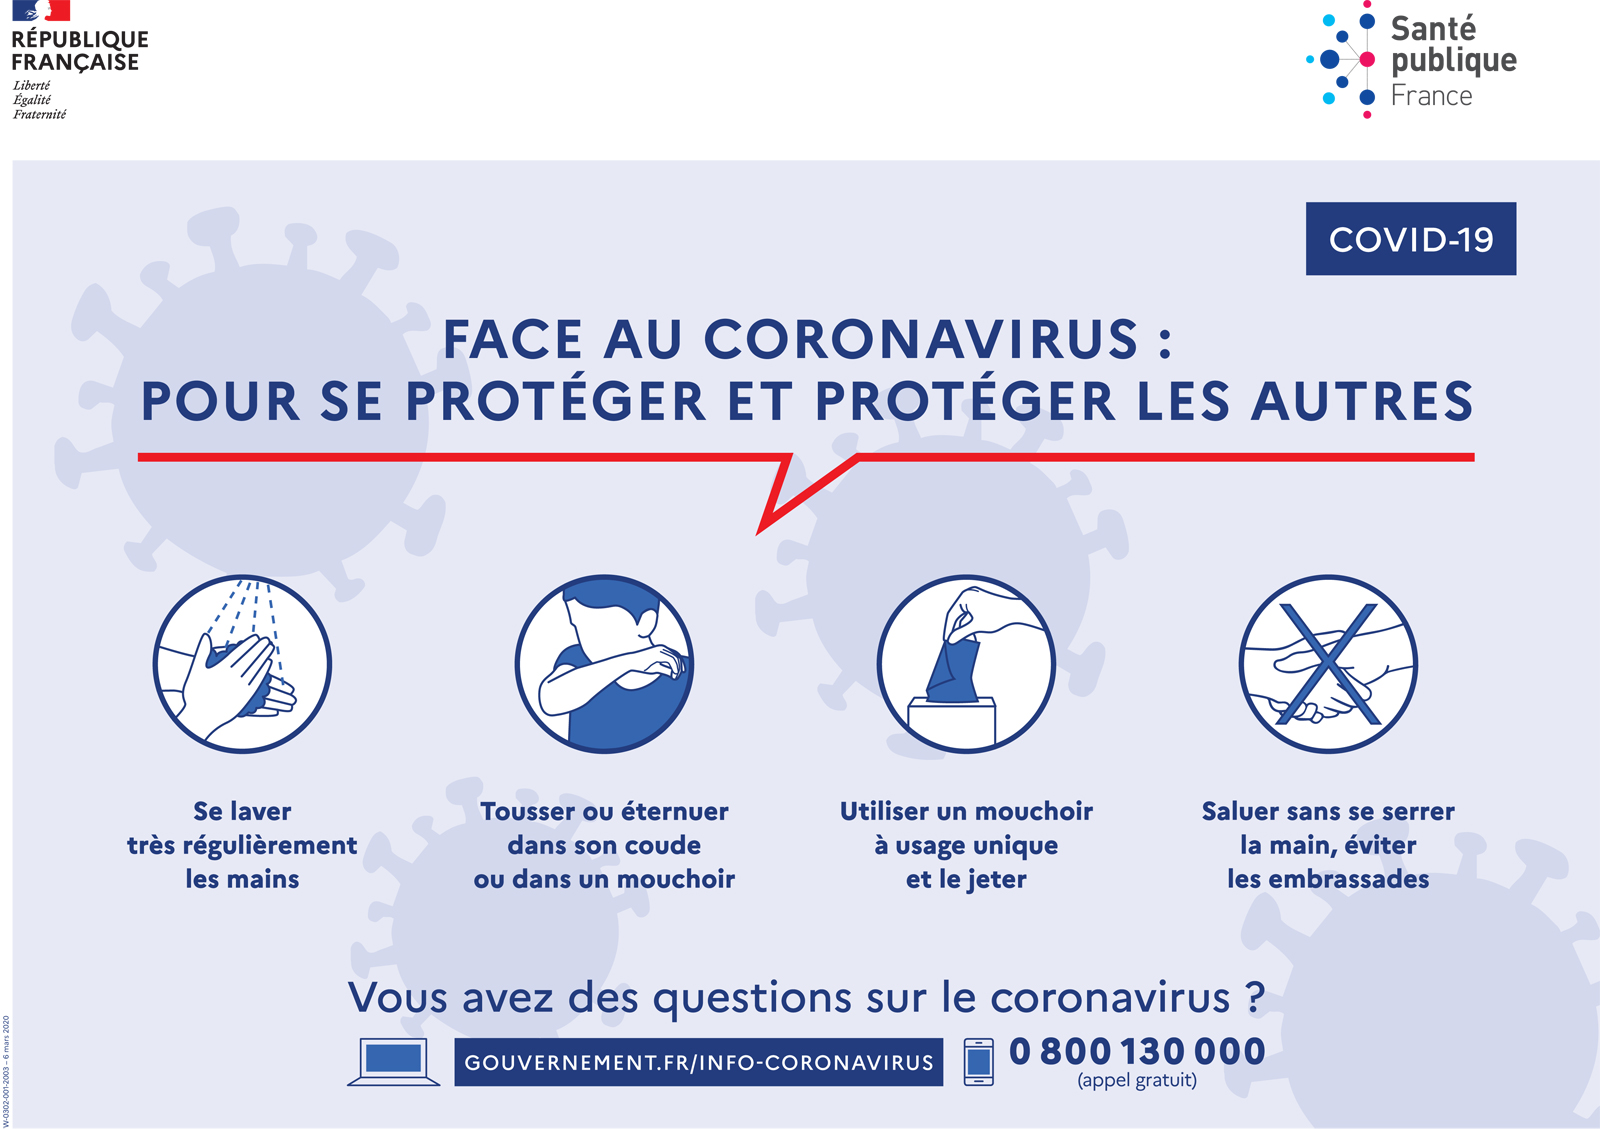 RÉPUBLIQUE
FRANÇAISE
Liberté
Égalité
Fraternité
Santé
publique
France
COVID-19
FACE AU CORONAVIRUS :
POUR SE PROTÉGER ET PROTÉGER LES AUTRES
Se laver
très régulièrement
les mains
Tousser ou éternuer
dans son coude
ou dans un mouchoir
Utiliser un mouchoir
à usage unique
et le jeter
Saluer sans se serrer
la main, éviter
les embrassades
Vous avez des questions sur le coronavirus ?
GOUVERNEMENT.FR/INFO-CORONAVIRUS
0 800 130 000
(appel gratuit)
W-0302-001-2003 – 6 mars 2020